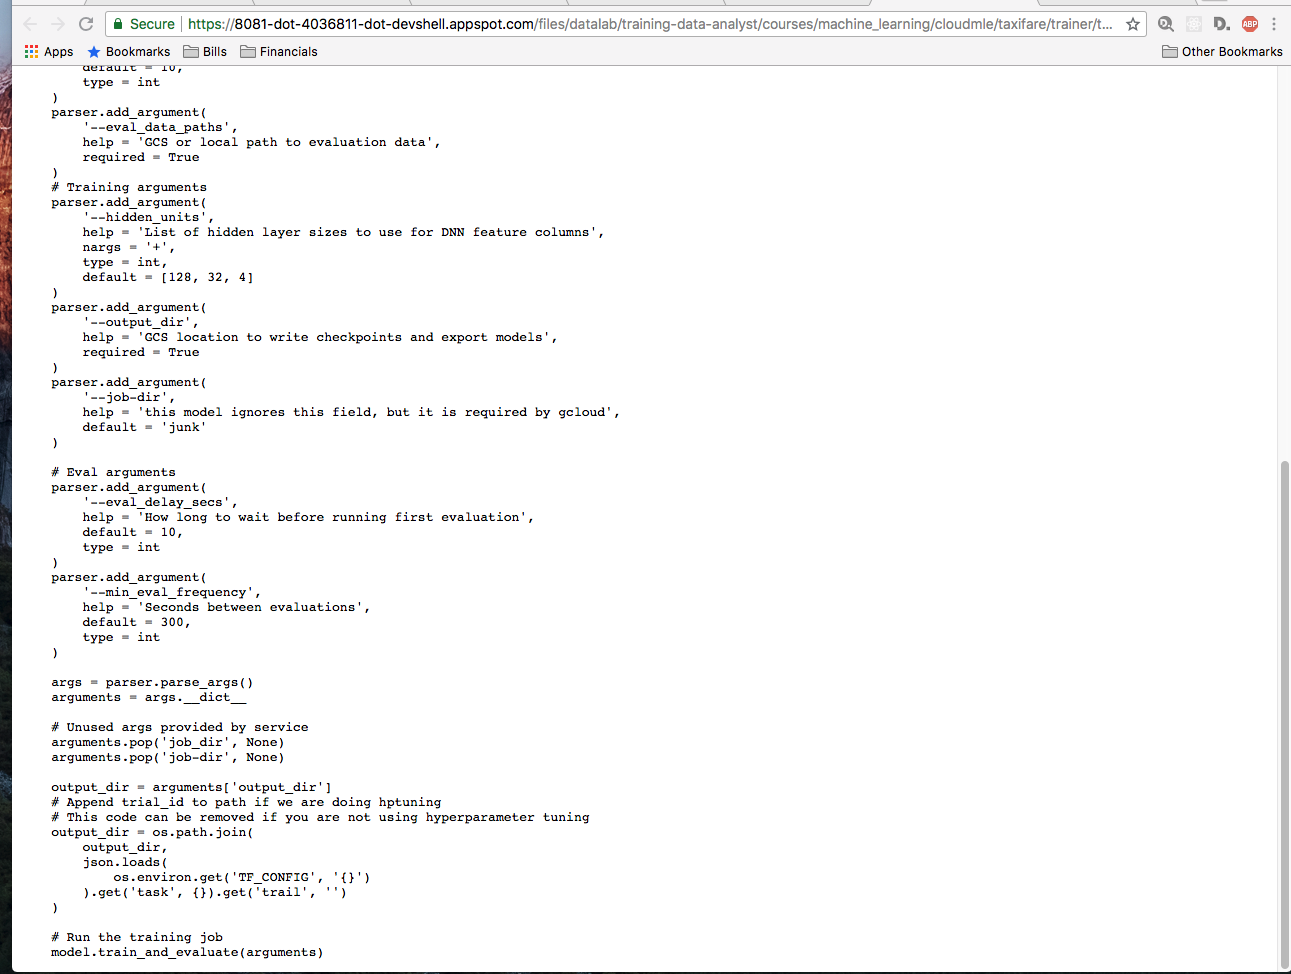 Secure https://8081-dot-4036811-dot-devshell.appspot.com/files/datalab/training-data-analyst/courses/machine_learning/cloudmle/taxifare/trainer/t...
D.
ABP
Apps Bookmarks Bills Financials Other Bookmarks
default = 10,
type = int
)
parser.add_argument(
'--eval_data_paths',
help = 'GCS or local path to evaluation data',
required = True
)
# Training arguments
parser.add_argument(
'--hidden_units',
help = 'List of hidden layer sizes to use for DNN feature columns',
nargs = '+',
type = int,
default = [128, 32, 4]
)
parser.add_argument(
'--output_dir',
help = 'GCS location to write checkpoints and export models',
required = True
)
parser.add_argument(
'--job-dir',
help = 'this model ignores this field, but it is required by gcloud',
default = 'junk'
)
# Eval arguments
parser.add_argument(
'--eval_delay_secs',
help = 'How long to wait before running first evaluation',
default = 10,
type = int
)
parser.add_argument(
'--min_eval_frequency',
help = 'Seconds between evaluations',
default = 300,
type = int
)
args = parser.parse_args()
arguments = args.__dict__
# Unused args provided by service
arguments.pop('job_dir', None)
arguments.pop('job-dir', None)
output_dir = arguments['output_dir']
# Append trial_id to path if we are doing hptuning
# This code can be removed if you are not using hyperparameter tuning
output_dir = os.path.join(
output_dir,
json.loads(
os.environ.get('TF_CONFIG', '{}')
).get('task', {}).get('trail', '')
)
# Run the training job
model.train_and_evaluate(arguments)